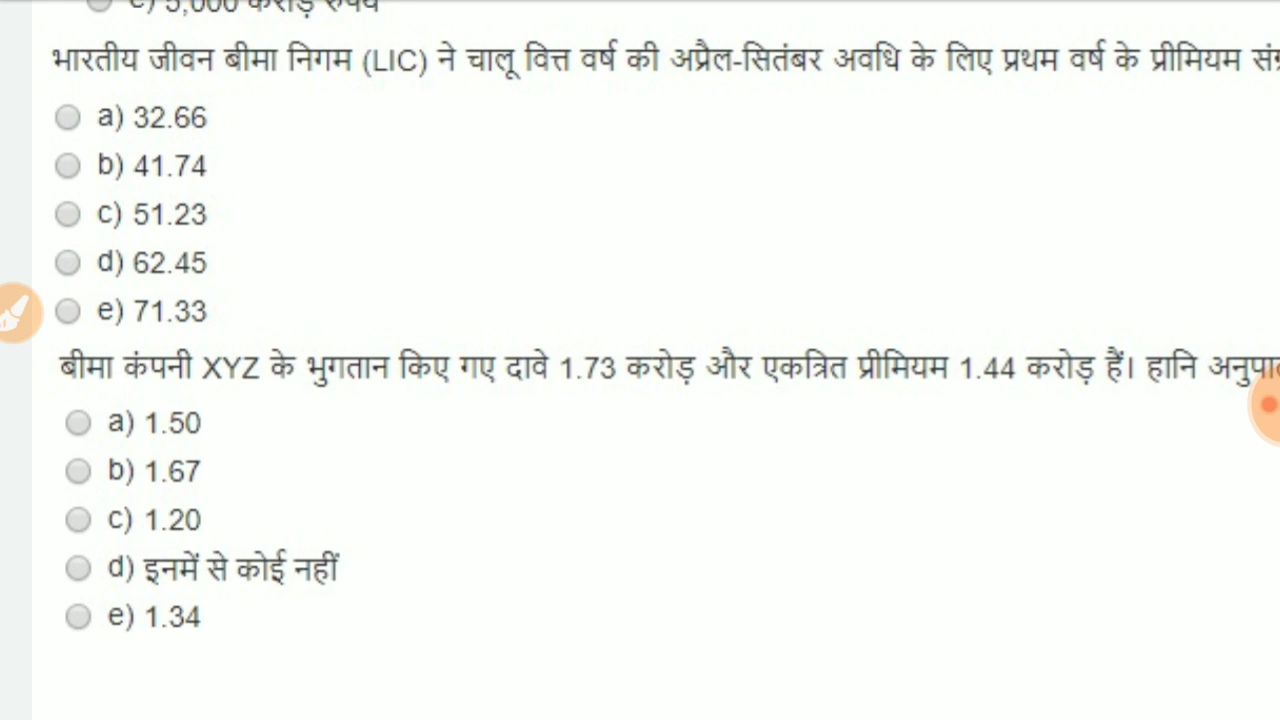 भारतीय जीवन बीमा निगम (LIC) ने चालू वित्त वर्ष की अप्रैल-सितंबर अवधि के लिए प्रथम वर्ष के प्रीमियम
a) 32.66
b) 41.74
c) 51.23
d) 62.45
e) 71.33
बीमा कंपनी XYZ के भुगतान किए गए दावे 1.73 करोड़ और एकत्रित प्रीमियम 1.44 करोड़ हैं। हानि
a) 1.50
b) 1.67
c) 1.20
d) इनमें से कोई नहीं
e) 1.34